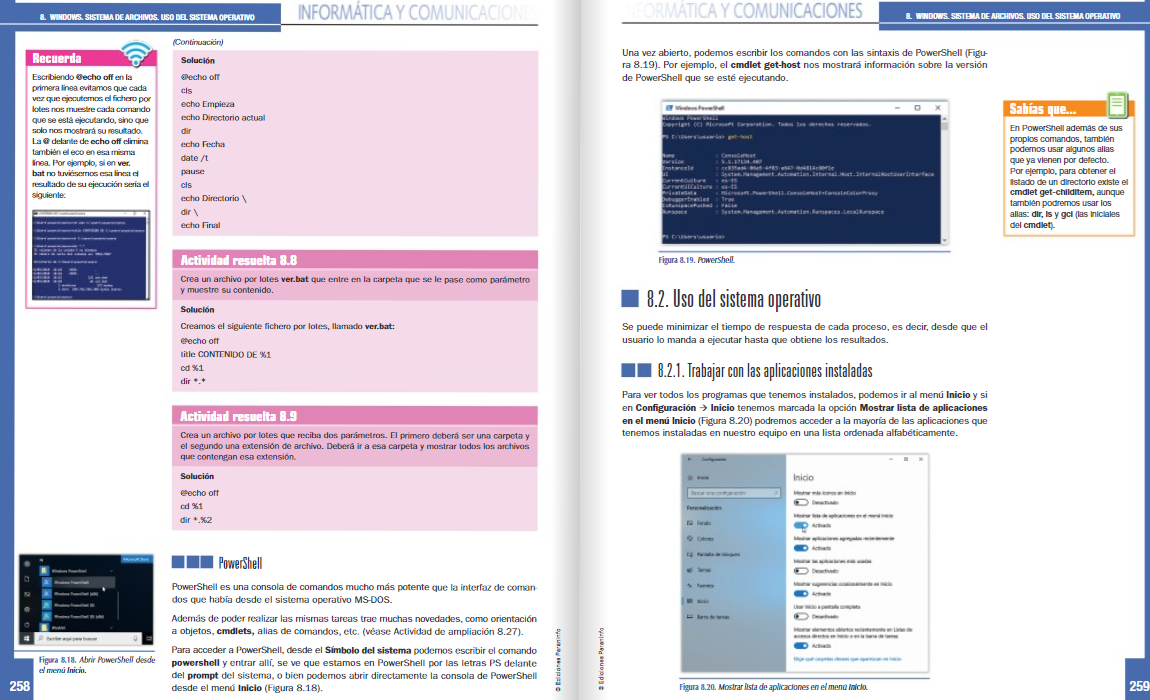 8. WINDOWS. SISTEMA DE ARCHIVOS. USO DEL SISTEMA OPERATIVO
INFORMÁTICA Y COMUNICACIONES
Recuerda
Escribiendo @echo off en la
primera línea evitamos que cada
vez que ejecutemos el fichero por
lotes nos muestre cada comando
que se está ejecutando, sino que
solo nos mostrará su resultado.
La @ delante de echo off elimina
también el eco en esa misma
línea. Por ejemplo, si en ver.
bat no tuviésemos esa línea el
resultado de su ejecución sería el
siguiente:
(Continuación)
Solución
@echo off
cls
echo Empieza
echo Directorio actual
dir
echo Fecha
date /t
pause
cls
echo Directorio \
dir \
echo Final
Actividad resuelta 8.8
Crea un archivo por lotes ver.bat que entre en la carpeta que se le pase como parámetro
y muestre su contenido.
Solución
Creamos el siguiente fichero por lotes, llamado ver.bat:
@echo off
title CONTENIDO DE %1
cd %1
dir *.*
Actividad resuelta 8.9
Crea un archivo por lotes que reciba dos parámetros. El primero deberá ser una carpeta y
el segundo una extensión de archivo. Deberá ir a esa carpeta y mostrar todos los archivos
que contengan esa extensión.
Solución
@echo off
cd %1
dir *.%2
Windows PowerShell
Windows PowerShell
Windows PowerShell (x86)
Windows PowerShell ISE
Windows PowerShell ISE (x86)
Escribe aquí para buscar
Figura 8.18. Abrir PowerShell desde
el menú Inicio.
PowerShell
PowerShell es una consola de comandos mucho más potente que la interfaz de coman-
dos que había desde el sistema operativo MS-DOS.
Además de poder realizar las mismas tareas trae muchas novedades, como orientación
a objetos, cmdlets, alias de comandos, etc. (véase Actividad de ampliación 8.27).
Para acceder a PowerShell, desde el Símbolo del sistema podemos escribir el comando
powershell y entrar allí, se ve que estamos en PowerShell por las letras PS delante
del prompt del sistema, o bien podemos abrir directamente la consola de PowerShell
desde el menú Inicio (Figura 8.18).
© Ediciones Paraninfo
258
INFORMÁTICA Y COMUNICACIONES
8. WINDOWS. SISTEMA DE ARCHIVOS. USO DEL SISTEMA OPERATIVO
Una vez abierto, podemos escribir los comandos con las sintaxis de PowerShell (Figu-
ra 8.19). Por ejemplo, el cmdlet get-host nos mostrará información sobre la versión
de PowerShell que se esté ejecutando.
Windows PowerShell
Windows PowerShell
Copyright (C) Microsoft Corporation. Todos los derechos reservados.
PS C:\Users\usuario> get-host
Name : ConsoleHost
Version : 5.1.17134.407
InstanceId
UI : System.Management.Automation.Internal.Host.InternalHostUserInterface
CurrentCulture : es-ES
CurrentUICulture : es-ES
PrivateData : Microsoft.PowerShell.ConsoleHost+ConsoleColorProxy
DebuggerEnabled : True
IsRunspacePushed : False
Runspace : System.Management.Automation.Runspaces.LocalRunspace
PS C:\Users\usuario>
Figura 8.19. PowerShell.
Sabías que...
En PowerShell además de sus
propios comandos, también
podemos usar algunos alias
que ya vienen por defecto.
Por ejemplo, para obtener el
listado de un directorio existe el
cmdlet get-childitem, aunque
también podremos usar los
alias: dir, ls y gci (las iniciales
del cmdlet).
8.2. Uso del sistema operativo
Se puede minimizar el tiempo de respuesta de cada proceso, es decir, desde que el
usuario lo manda a ejecutar hasta que obtiene los resultados.
8.2.1. Trabajar con las aplicaciones instaladas
Para ver todos los programas que tenemos instalados, podemos ir al menú Inicio y si
en Configuración → Inicio tenemos marcada la opción Mostrar lista de aplicaciones
en el menú Inicio (Figura 8.20) podremos acceder a la mayoría de las aplicaciones que
tenemos instaladas en nuestro equipo en una lista ordenada alfabéticamente.
Configuración
Inicio
Buscar una configuración
Personalización
Fondo
Colores
Pantalla de bloqueo
Temas
Fuentes
Inicio
Barra de tareas
Inicio
Mostrar más iconos en Inicio
Desactivado
Mostrar lista de aplicaciones en el menú Inicio
Activado
Mostrar aplicaciones agregadas recientemente
Activado
Mostrar las aplicaciones más usadas
Desactivado
Mostrar sugerencias ocasionalmente en Inicio
Activado
Usar Inicio a pantalla completa
Desactivado
Mostrar elementos abiertos recientemente en Listas de
accesos directos en Inicio o en la barra de tareas
Activado
Elige qué carpetas deseas que aparezcan en Inicio
Figura 8.20. Mostrar lista de aplicaciones en el menú Inicio.
© Ediciones Paraninfo
259